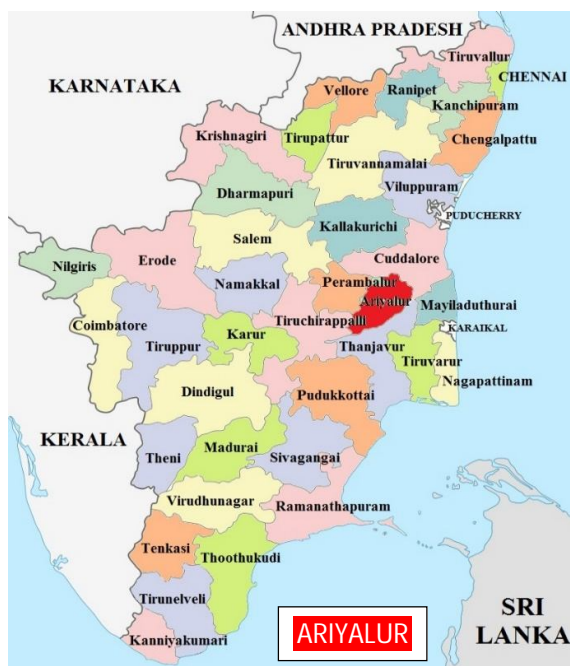 ANDHRA PRADESH
Tiruvallur
KARNATAKA
CHENNAI
Vellore
Ranipet
Kanchipuram
Krishnagiri
Tirupattur
Chengalpattu
Tiruvannamalai
Dharmapuri
Viluppuram
PUDUCHERRY
Kallakurichi
Salem
Cuddalore
Nilgiris
Erode
Namakkal
Perambalur
Ariyalur
Mayiladuthurai
Coimbatore
Tiruchirappalli
KARAIKAL
Tiruppur
Karur
Thanjavur
Tiruvarur
Nagapattinam
Dindigul
Pudukkottai
KERALA
Theni
Madurai
Sivagangai
Virudhunagar
Ramanathapuram
Tenkasi
Thoothukudi
Tirunelveli
Kanniyakumari
SRI
LANKA
ARIYALUR